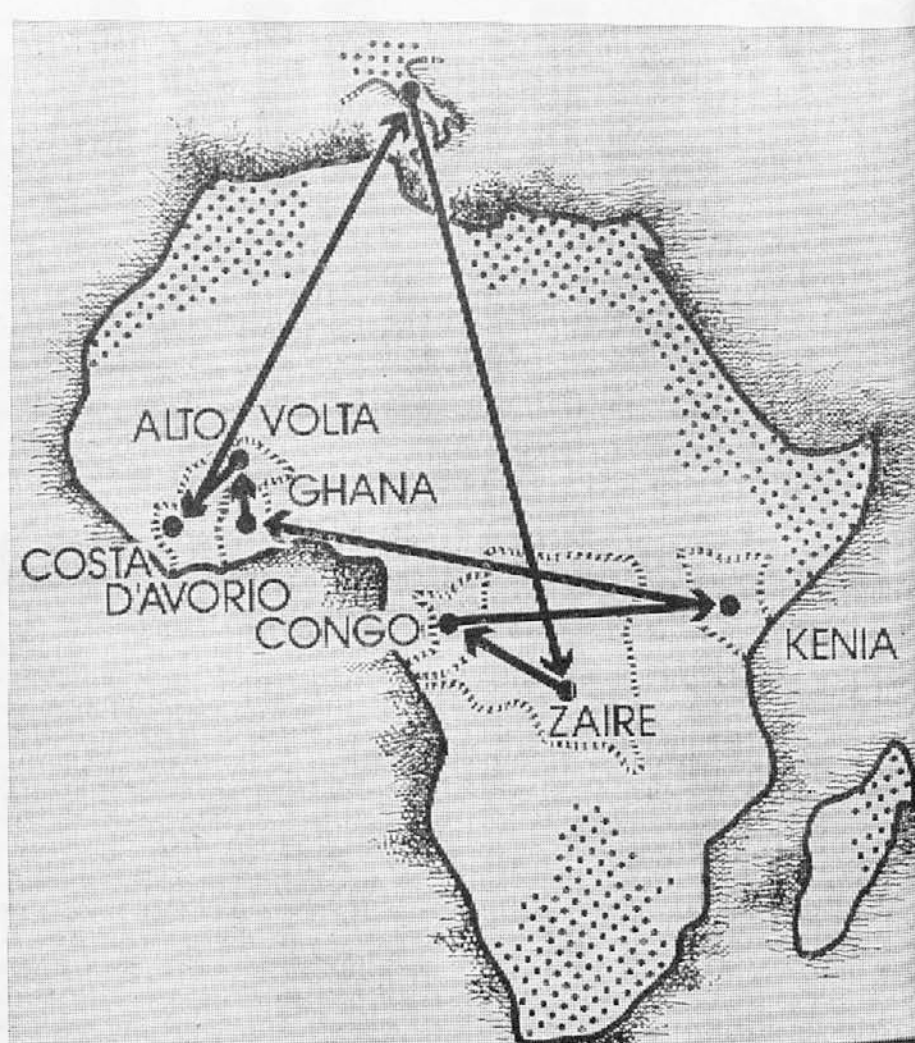 ALTO VOLTA
GHANA
COSTA
D'AVORIO
CONGO
KENIA
ZAIRE